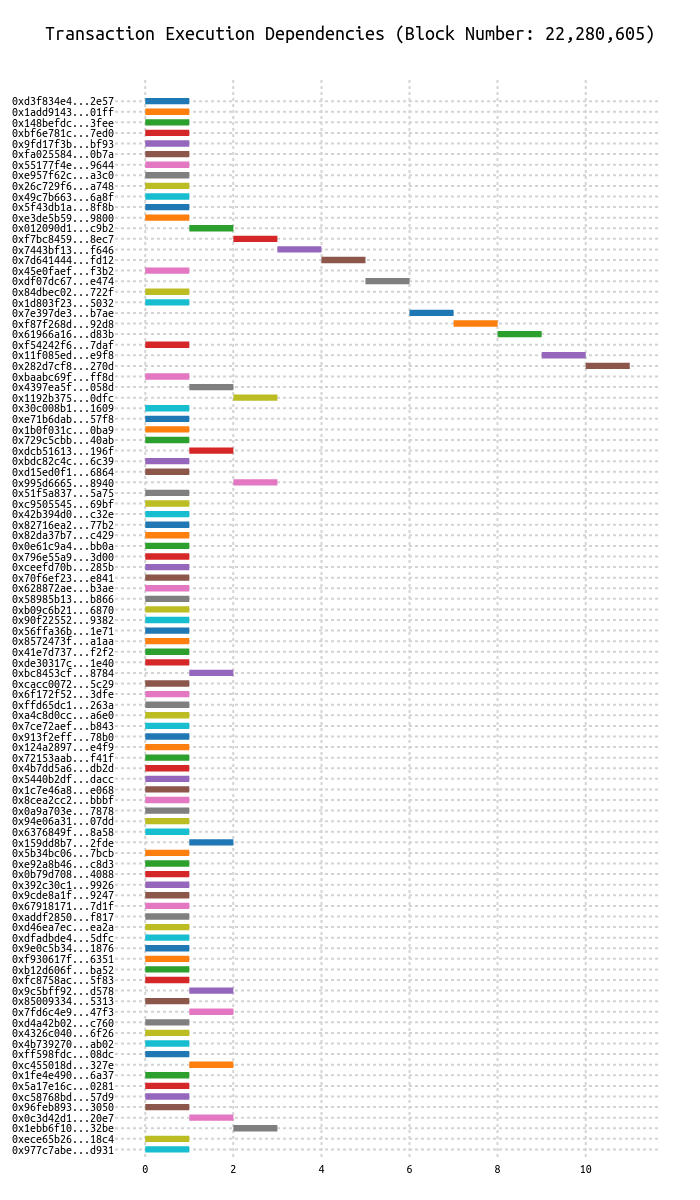 Transaction Execution Dependencies (Block Number: 22,280,605)
0xd3f834e4...2e57
0x1add9143...01ff
0x148befdc...3fee
0xbf6e781c...7ed0
0x9fd17f3b...bf93
0xfa025584...0b7a
0x55177f4e...9644
0xe957f62c...a3c0
0x26c729f6...a748
0x49c7b663...6a8f
0x5f43db1a...8f8b
0xe3de5b59...9800
0x012090d1...c9b2
0xf7bc8459...8ec7
0x7443bf13...f646
0x7d641444...fd12
0x45e0faef...f3b2
0xdf07dc67...e474
0x84dbec02...722f
0x1d803f23...5032
0x7e397de3...b7ae
0xf87f268d...92d8
0x61966a16...d83b
0xf54242f6...7daf
0x11f085ed...e9f8
0x282d7cf8...270d
0xbaabc69f...ff8d
0x4397ea5f...058d
0x1192b375...0dfc
0x30c008b1...1609
0xe71b6dab...57f8
0x1b0f031c...0ba9
0x729c5cbb...40ab
0xdcb51613...196f
0xbdc82c4c...6c39
0xd15ed0f1...6864
0x995d6665...8940
0x51f5a837...5a75
0xc9505545...69bf
0x42b394d0...c32e
0x82716ea2...77b2
0x82da37b7...c429
0x0e61c9a4...bb0a
0x796e55a9...3d00
0xceefd70b...285b
0x70f6ef23...e841
0x628872ae...b3ae
0x58985b13...b866
0xb09c6b21...6870
0x90f22552...9382
0x56ffa36b...1e71
0x8572473f...a1aa
0x41e7d737...f2f2
0xde30317c...1e40
0xbc8453cf...8784
0xcacc0072...5c29
0x6f172f52...3dfe
0xffd65dc1...263a
0xa4c8d0cc...a6e0
0x7ce72aef...b843
0x913f2eff...78b0
0x124a2897...e4f9
0x72153aab...f41f
0x4b7dd5a6...db2d
0x5440b2df...dacc
0x1c7e46a8...e068
0x8cea2cc2...bbbf
0x0a9a703e...7878
0x94e06a31...07dd
0x6376849f...8a58
0x159dd8b7...2fde
0x5b34bc06...7bcb
0xe92a8b46...c8d3
0x0b79d708...4088
0x392c30c1...9926
0x9cde8a1f...9247
0x67918171...7d1f
0xaddf2850...f817
0xd46ea7ec...ea2a
0xdfadbde4...5dfc
0x9e0c5b34...1876
0xf930617f...6351
0xb12d606f...ba52
0xfc8758ac...5f83
0x9c5bff92...d578
0x85009334...5313
0x7fd6c4e9...47f3
0xd4a42b02...c760
0x4326c040...6f26
0x4b739270...ab02
0xff598fdc...08dc
0xc455018d...327e
0x1fe4e490...6a37
0x5a17e16c...0281
0xc58768bd...57d9
0x96feb893...3050
0x0c3d42d1...20e7
0x1ebb6f10...32be
0xece65b26...18c4
0x977c7abe...d931
0 2 4 6 8 10